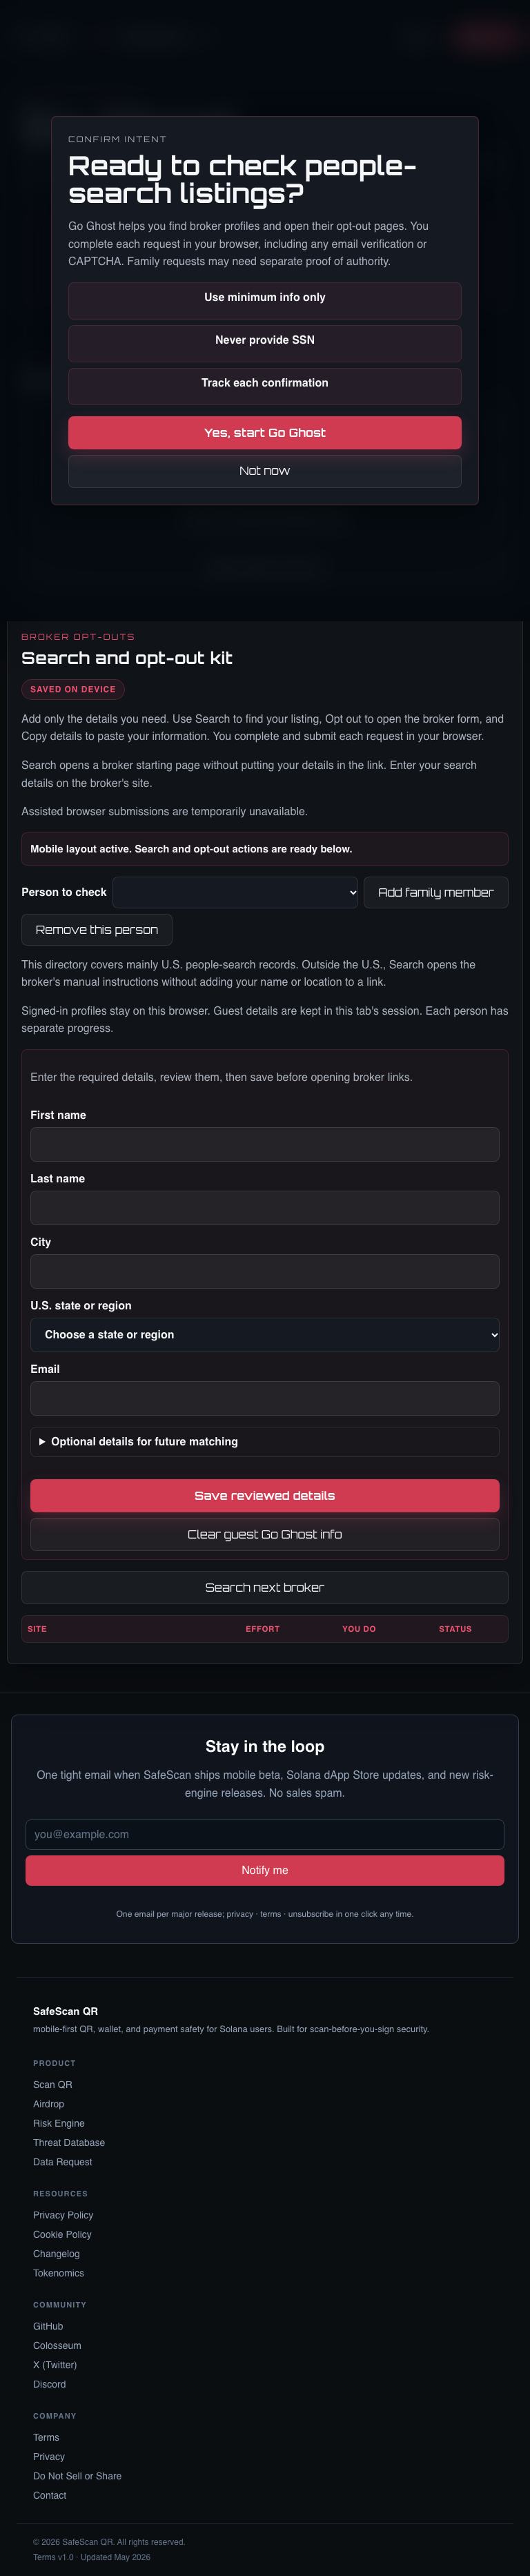 CONFIRM INTENT
Ready to check people-
search listings?
Go Ghost helps you find broker profiles and open their opt-out pages. You
complete each request in your browser, including any email verification or
CAPTCHA. Family requests may need separate proof of authority.
Use minimum info only
Never provide SSN
Track each confirmation
Yes, start Go Ghost
Not now
BROKER OPT-OUTS
Search and opt-out kit
SAVED ON DEVICE
Add only the details you need. Use Search to find your listing, Opt out to open the broker form, and
Copy details to paste your information. You complete and submit each request in your browser.
Search opens a broker starting page without putting your details in the link. Enter your search
details on the broker's site.
Assisted browser submissions are temporarily unavailable.
Mobile layout active. Search and opt-out actions are ready below.
Person to check
Add family member
Remove this person
This directory covers mainly U.S. people-search records. Outside the U.S., Search opens the
broker's manual instructions without adding your name or location to a link.
Signed-in profiles stay on this browser. Guest details are kept in this tab's session. Each person has
separate progress.
Enter the required details, review them, then save before opening broker links.
First name
Last name
City
U.S. state or region
Choose a state or region
Email
Optional details for future matching
Save reviewed details
Clear guest Go Ghost info
Search next broker
SITE EFFORT YOU DO STATUS
Stay in the loop
One tight email when SafeScan ships mobile beta, Solana dApp Store updates, and new risk-
engine releases. No sales spam.
you@example.com
Notify me
One email per major release; privacy · terms · unsubscribe in one click any time.
SafeScan QR
mobile-first QR, wallet, and payment safety for Solana users. Built for scan-before-you-sign security.
PRODUCT
Scan QR
Airdrop
Risk Engine
Threat Database
Data Request
RESOURCES
Privacy Policy
Cookie Policy
Changelog
Tokenomics
COMMUNITY
GitHub
Colosseum
X (Twitter)
Discord
COMPANY
Terms
Privacy
Do Not Sell or Share
Contact
© 2026 SafeScan QR. All rights reserved.
Terms v1.0 · Updated May 2026